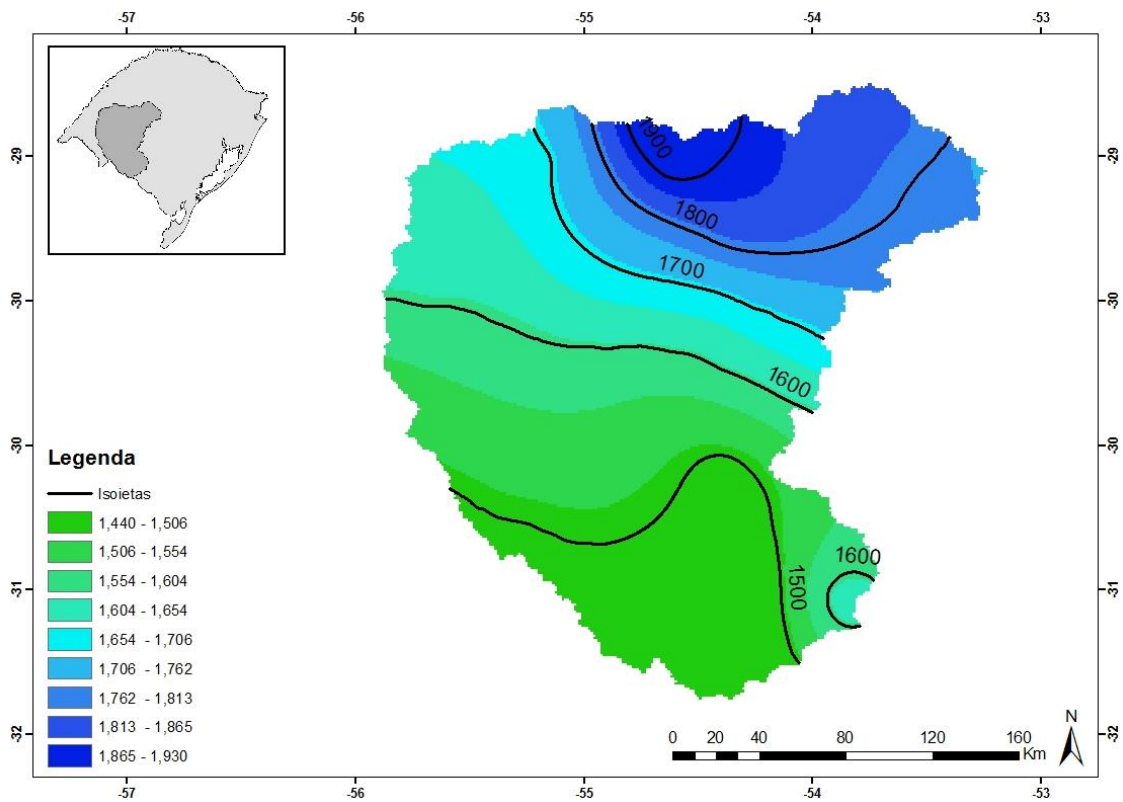 -57 -56 -55 -54 -53
-29 -29
-30 -30
-30 -30
-31 -31
-32 -32
1900
1800
1700
1600
1600
1500
Legenda
Isoietas
1,440 - 1,506
1,506 - 1,554
1,554 - 1,604
1,604 - 1,654
1,654 - 1,706
1,706 - 1,762
1,762 - 1,813
1,813 - 1,865
1,865 - 1,930
N
0 20 40 80 120 160
Km
-57 -56 -55 -54 -53